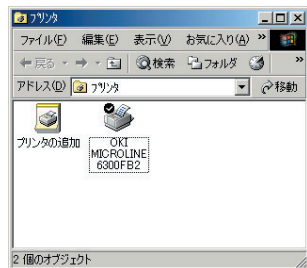 プリンタ
ファイル(F) 編集(E) 表示(V) お気に入り(A) »
戻る 検索 フォルダ »
アドレス(D) プリンタ 移動
プリンタの追加
OKI
MICROLINE
6300FB2
2 個のオブジェクト